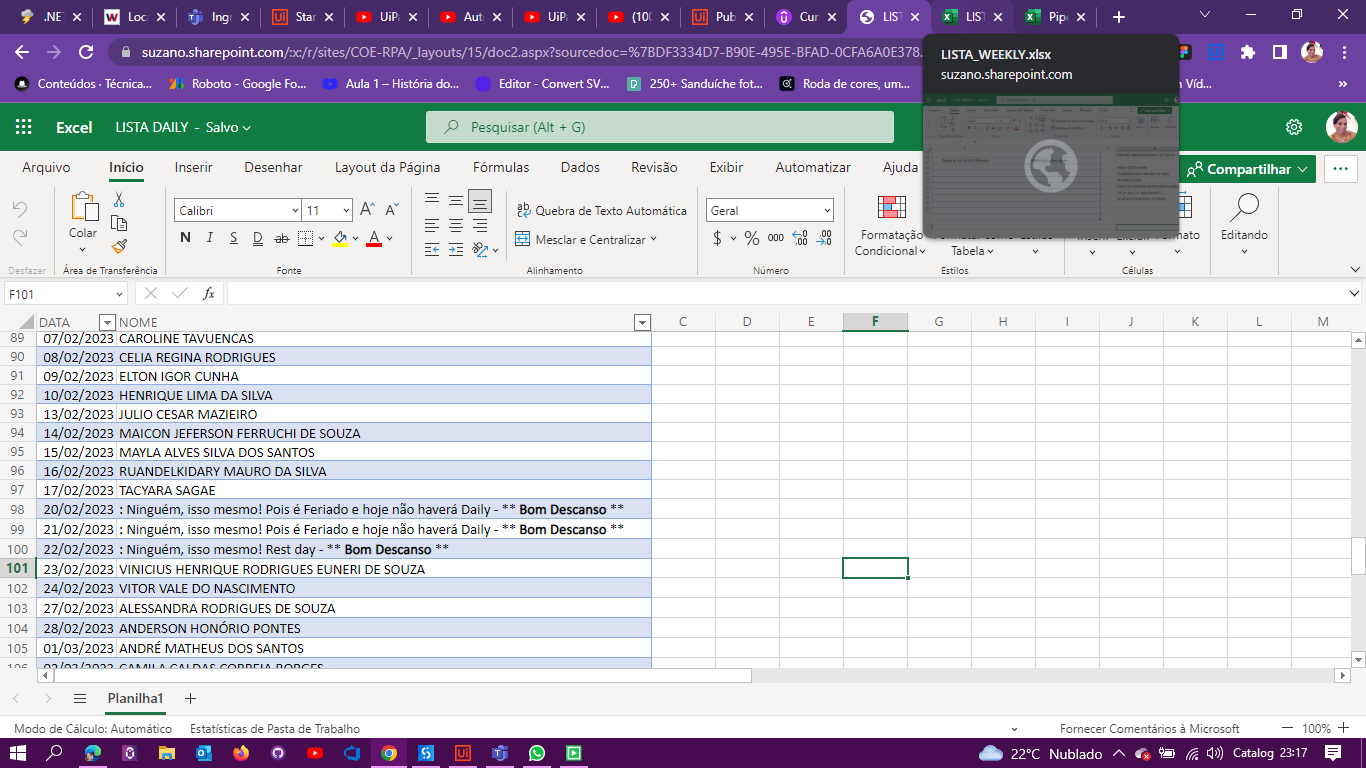 .NE
Loca
Ingr
Star
UiPa
Auto
UiPa
(100
Pub
Cur
LIST
LIST
Pipe
suzano.sharepoint.com/:x:/r/sites/COE-RPA/_layouts/15/doc2.aspx?sourcedoc=%7BDF3334D7-B90E-495E-BFAD-0CFA6A0E378.
Conteúdos · Técnica...
Roboto - Google Fo...
Aula 1 – História do...
Editor - Convert SV...
250+ Sanduíche fot...
Roda de cores, um...
m Víd...
»
LISTA_WEEKLY.xlsx
suzano.sharepoint.com
Excel
LISTA DAILY - Salvo
Pesquisar (Alt + G)
Arquivo
Início
Inserir
Desenhar
Layout da Página
Fórmulas
Dados
Revisão
Exibir
Automatizar
Ajuda
Compartilhar
Colar
Calibri
11
Quebra de Texto Automática
Mesclar e Centralizar
Geral
Formatação
Condicional
Tabela
Editando
Desfazer
Área de Transferência
Fonte
Alinhamento
Número
Estilos
Células
F101
fx
DATA NOME C D E F G H I J K L M
89 07/02/2023 CAROLINE TAVUENCAS
90 08/02/2023 CELIA REGINA RODRIGUES
91 09/02/2023 ELTON IGOR CUNHA
92 10/02/2023 HENRIQUE LIMA DA SILVA
93 13/02/2023 JULIO CESAR MAZIEIRO
94 14/02/2023 MAICON JEFERSON FERRUCHI DE SOUZA
95 15/02/2023 MAYLA ALVES SILVA DOS SANTOS
96 16/02/2023 RUANDELKIDARY MAURO DA SILVA
97 17/02/2023 TACYARA SAGAE
98 20/02/2023 : Ninguém, isso mesmo! Pois é Feriado e hoje não haverá Daily - ** Bom Descanso **
99 21/02/2023 : Ninguém, isso mesmo! Pois é Feriado e hoje não haverá Daily - ** Bom Descanso **
100 22/02/2023 : Ninguém, isso mesmo! Rest day - ** Bom Descanso **
101 23/02/2023 VINICIUS HENRIQUE RODRIGUES EUNERI DE SOUZA
102 24/02/2023 VITOR VALE DO NASCIMENTO
103 27/02/2023 ALESSANDRA RODRIGUES DE SOUZA
104 28/02/2023 ANDERSON HONÓRIO PONTES
105 01/03/2023 ANDRÉ MATHEUS DOS SANTOS
106 02/03/2023 CAMILA CALDAS CORREIA BORGES
Planilha1
Modo de Cálculo: Automático
Estatísticas de Pasta de Trabalho
Fornecer Comentários à Microsoft
100%
22°C Nublado
Catalog 23:17